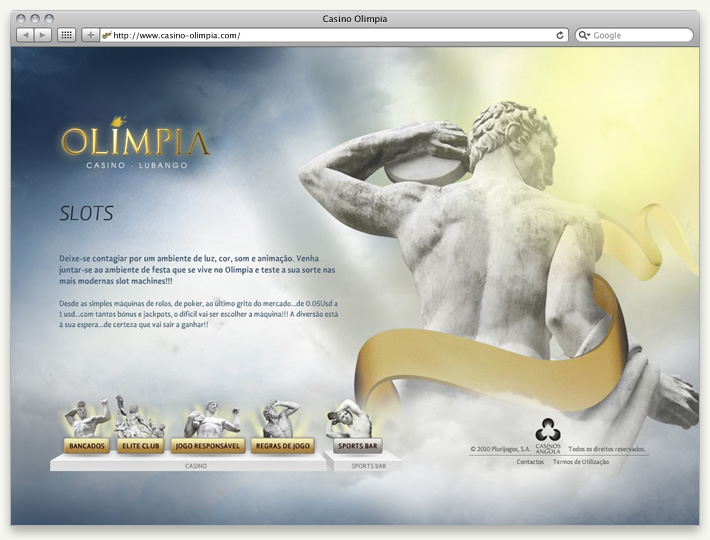 Casino Olimpia
http://www.casino-olimpia.com/
Google
OLIMPIA
CASINO - LUBANGO
SLOTS
Deixe-se contagiar por um ambiente de luz, cor, som e animação. Venha
juntar-se ao ambiente de festa que se vive no Olimpia e teste a sua sorte nas
mais modernas slot machines!!!
Desde as simples máquinas de rolos, de poker, ao último grito do mercado...de 0.05Usd a
1 usd...com tantos bónus e jackpots, o difícil vai ser escolher a máquina!!! A diversão está
à sua espera...de certeza que vai sair a ganhar!!
BANCADOS ELITE CLUB JOGO RESPONSÁVEL REGRAS DE JOGO SPORTS BAR
CASINO SPORTS BAR
CASINOS
ANGOLA
© 2010 Plurijogos, S.A. Todos os direitos reservados.
Contactos Termos de Utilização